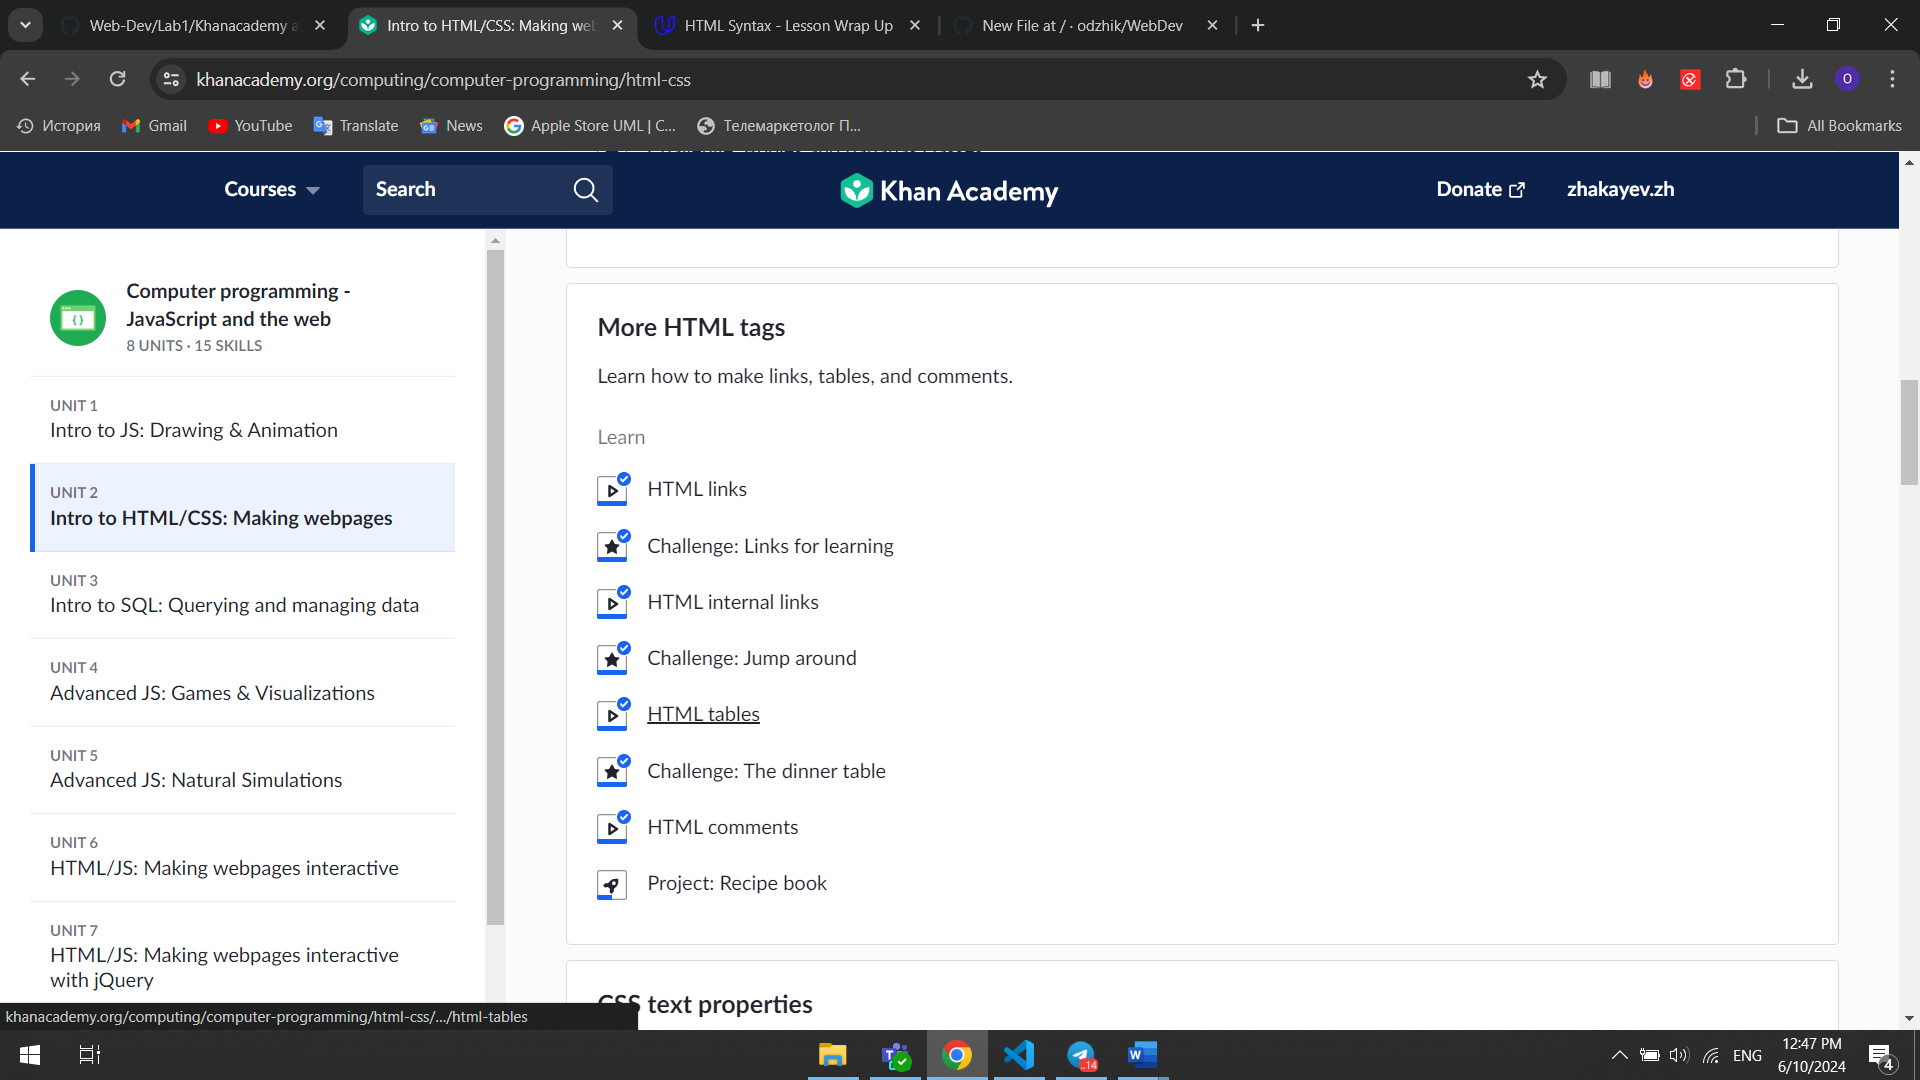 Web-Dev/Lab1/Khanacademy a
Intro to HTML/CSS: Making we
HTML Syntax - Lesson Wrap Up
New File at / · odzhik/WebDev
khanacademy.org/computing/computer-programming/html-css
O
История
Gmail
YouTube
Translate
News
Apple Store UML | C...
Телемаркетолог П...
All Bookmarks
Courses
Search
Khan Academy
Donate
zhakayev.zh
Computer programming -
JavaScript and the web
8 UNITS · 15 SKILLS
UNIT 1
Intro to JS: Drawing & Animation
UNIT 2
Intro to HTML/CSS: Making webpages
UNIT 3
Intro to SQL: Querying and managing data
UNIT 4
Advanced JS: Games & Visualizations
UNIT 5
Advanced JS: Natural Simulations
UNIT 6
HTML/JS: Making webpages interactive
UNIT 7
HTML/JS: Making webpages interactive
with jQuery
More HTML tags
Learn how to make links, tables, and comments.
Learn
HTML links
Challenge: Links for learning
HTML internal links
Challenge: Jump around
HTML tables
Challenge: The dinner table
HTML comments
Project: Recipe book
CSS text properties
khanacademy.org/computing/computer-programming/html-css/.../html-tables
..14
ENG
12:47 PM
6/10/2024
4